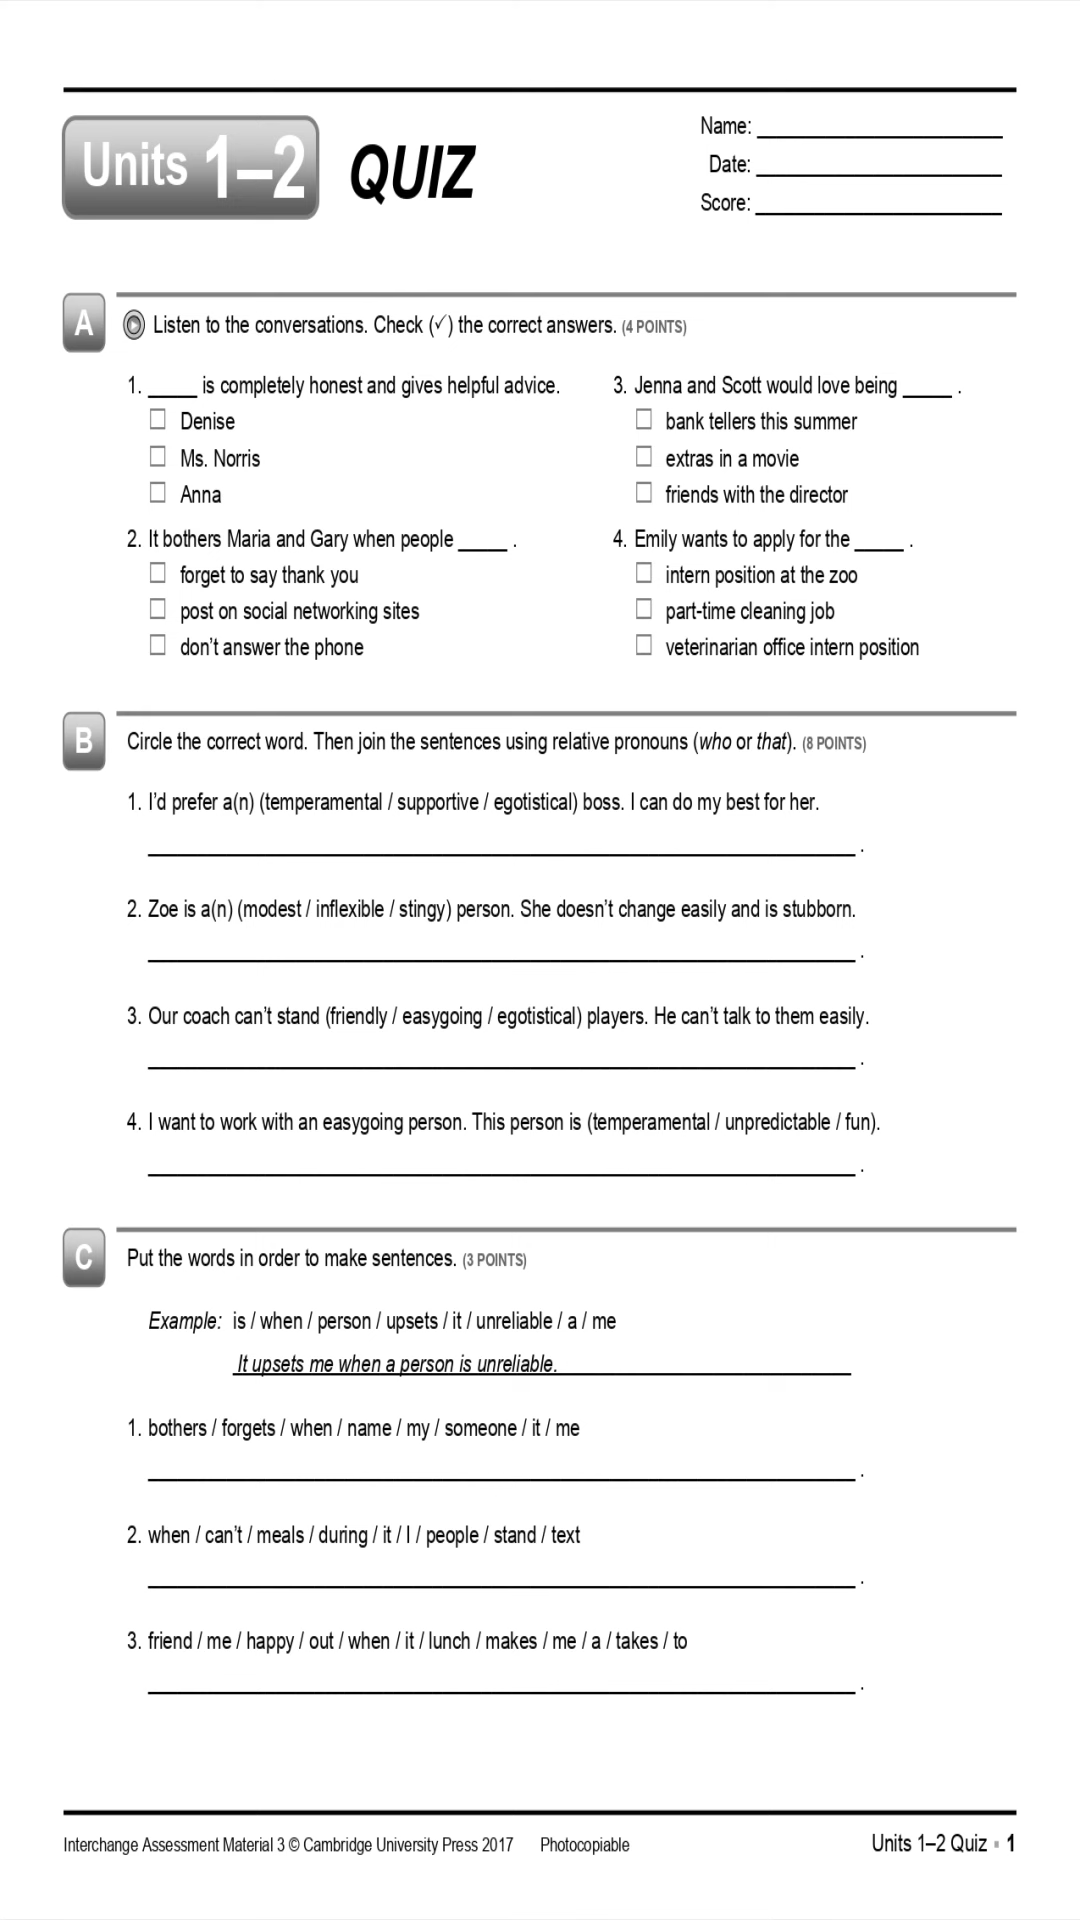 Units 1–2 QUIZ
Name: ____________________
Date: ____________________
Score: ____________________
A Listen to the conversations. Check (✓) the correct answers. (4 POINTS)
1. _____ is completely honest and gives helpful advice.
☐ Denise
☐ Ms. Norris
☐ Anna
2. It bothers Maria and Gary when people _____ .
☐ forget to say thank you
☐ post on social networking sites
☐ don’t answer the phone
3. Jenna and Scott would love being _____ .
☐ bank tellers this summer
☐ extras in a movie
☐ friends with the director
4. Emily wants to apply for the _____ .
☐ intern position at the zoo
☐ part-time cleaning job
☐ veterinarian office intern position
B Circle the correct word. Then join the sentences using relative pronouns (who or that). (8 POINTS)
1. I’d prefer a(n) (temperamental / supportive / egotistical) boss. I can do my best for her.
____________________ .
2. Zoe is a(n) (modest / inflexible / stingy) person. She doesn’t change easily and is stubborn.
____________________ .
3. Our coach can’t stand (friendly / easygoing / egotistical) players. He can’t talk to them easily.
____________________ .
4. I want to work with an easygoing person. This person is (temperamental / unpredictable / fun).
____________________ .
C Put the words in order to make sentences. (3 POINTS)
Example: is / when / person / upsets / it / unreliable / a / me
It upsets me when a person is unreliable.
1. bothers / forgets / when / name / my / someone / it / me
____________________ .
2. when / can’t / meals / during / it / I / people / stand / text
____________________ .
3. friend / me / happy / out / when / it / lunch / makes / me / a / takes / to
____________________ .
Interchange Assessment Material 3 © Cambridge University Press 2017 Photocopiable Units 1–2 Quiz ▪ 1